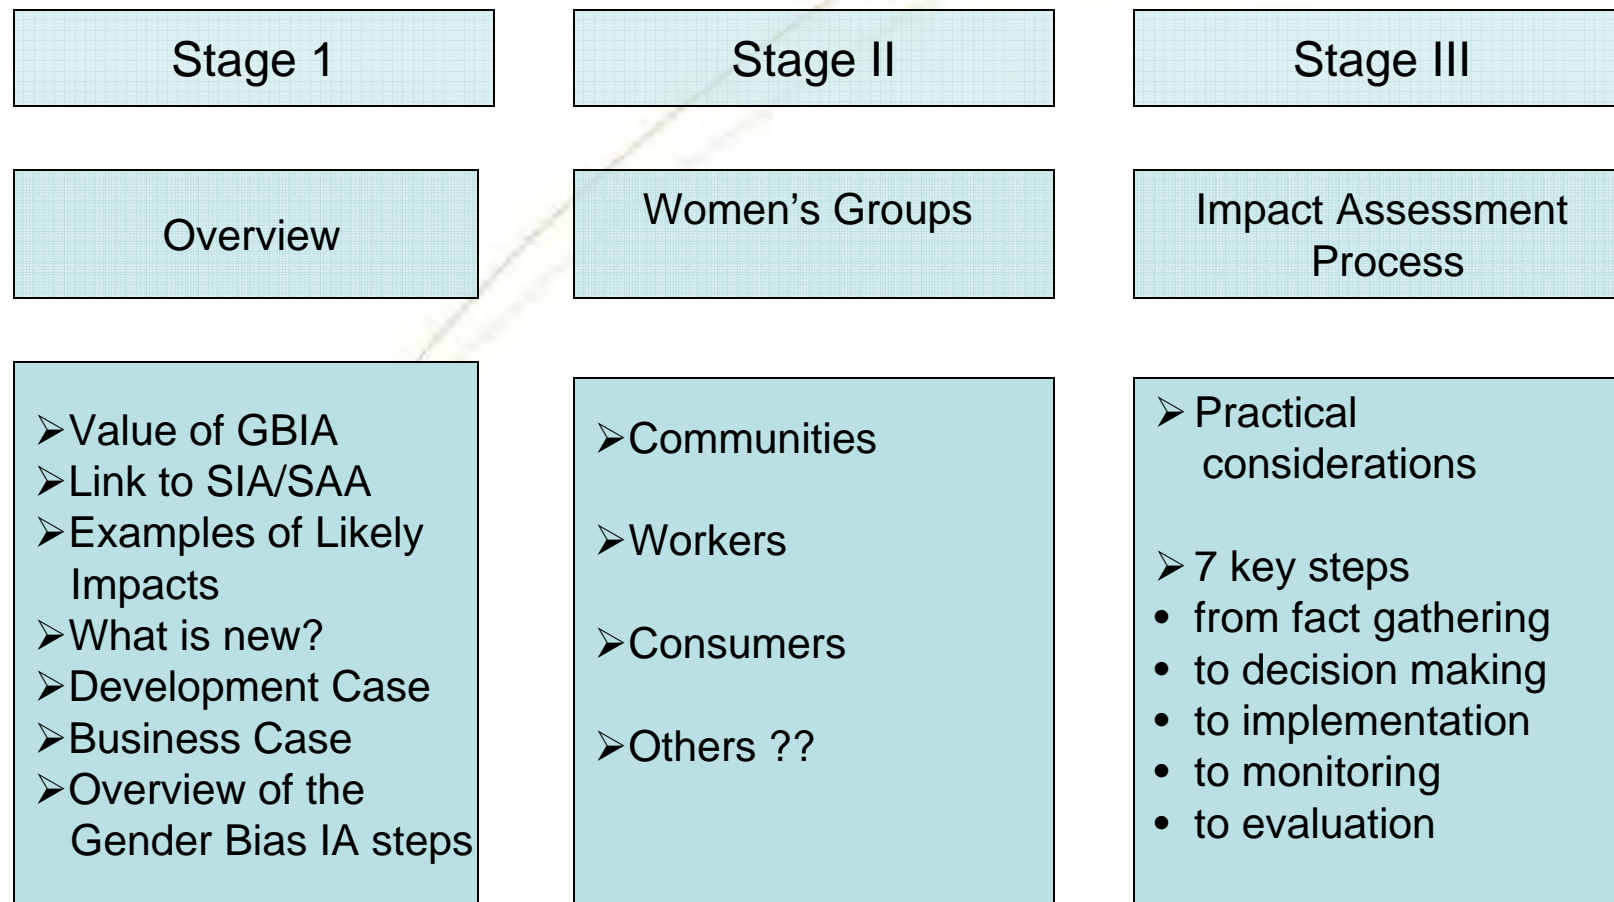 Stage 1
Overview
➢Value of GBIA
➢Link to SIA/SAA
➢Examples of Likely
Impacts
➢What is new?
➢Development Case
➢Business Case
➢Overview of the
Gender Bias IA steps
Stage II
Women’s Groups
➢Communities
➢Workers
➢Consumers
➢Others ??
Stage III
Impact Assessment
Process
➢ Practical
considerations
➢ 7 key steps
• from fact gathering
• to decision making
• to implementation
• to monitoring
• to evaluation